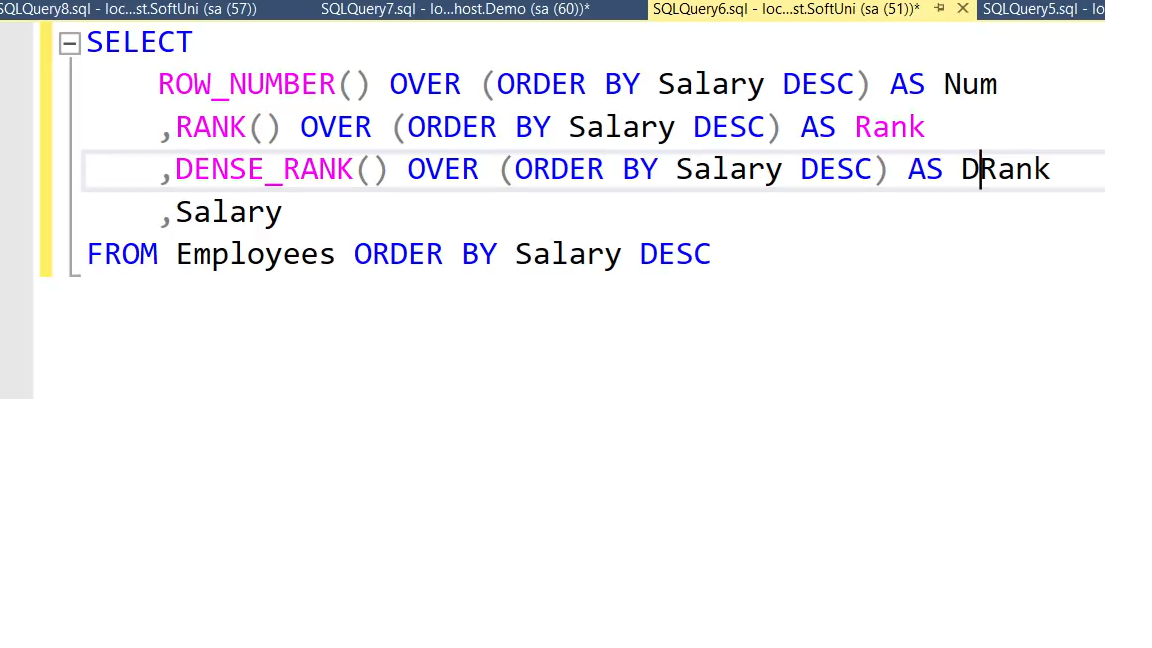 SQLQuery8.sql - loc...st.SoftUni (sa (57)) SQLQuery7.sql - lo...host.Demo (sa (60))* SQLQuery6.sql - loc...st.SoftUni (sa (51))* SQLQuery5.sql - lo
SELECT
ROW_NUMBER() OVER (ORDER BY Salary DESC) AS Num
,RANK() OVER (ORDER BY Salary DESC) AS Rank
,DENSE_RANK() OVER (ORDER BY Salary DESC) AS DRank
,Salary
FROM Employees ORDER BY Salary DESC